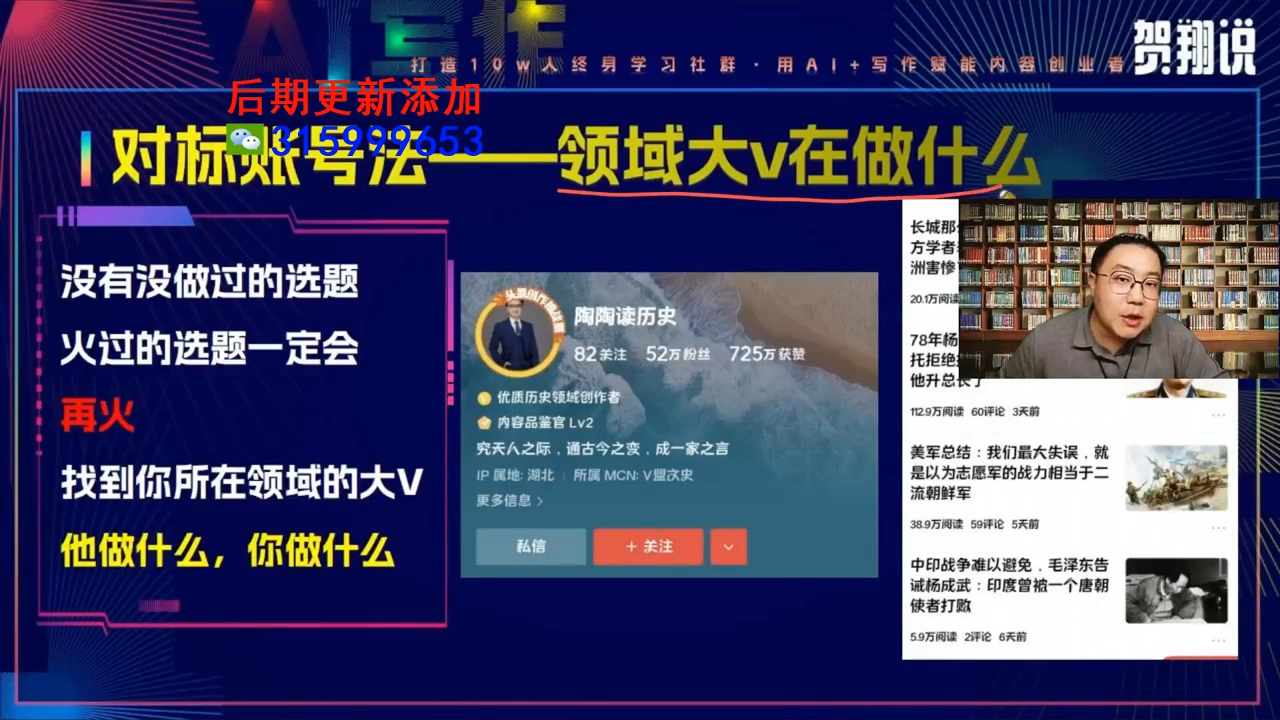 AI写作
贺翔说
打造10w人终身学习社群·用AI+写作赋能内容创业者
后期更新添加
315999653
对标账号法——领域大v在做什么
没有没做过的选题
火过的选题一定会
再火
找到你所在领域的大V
他做什么，你做什么
陶陶读历史
82关注 52万粉丝 725万获赞
优质历史领域创作者
内容品鉴官 Lv2
究天人之际，通古今之变，成一家之言
IP 属地: 湖北 所属 MCN: V盟次史
更多信息 >
私信
+ 关注
长城那
方学者
洲害惨
20.1万阅读
78年杨
托拒绝
他升总长了
112.9万阅读 60评论 3天前
美军总结：我们最大失误，就
是以为志愿军的战力相当于二
流朝鲜军
38.9万阅读 59评论 5天前
中印战争难以避免，毛泽东告
诫杨成武：印度曾被一个唐朝
使者打败
5.9万阅读 2评论 6天前